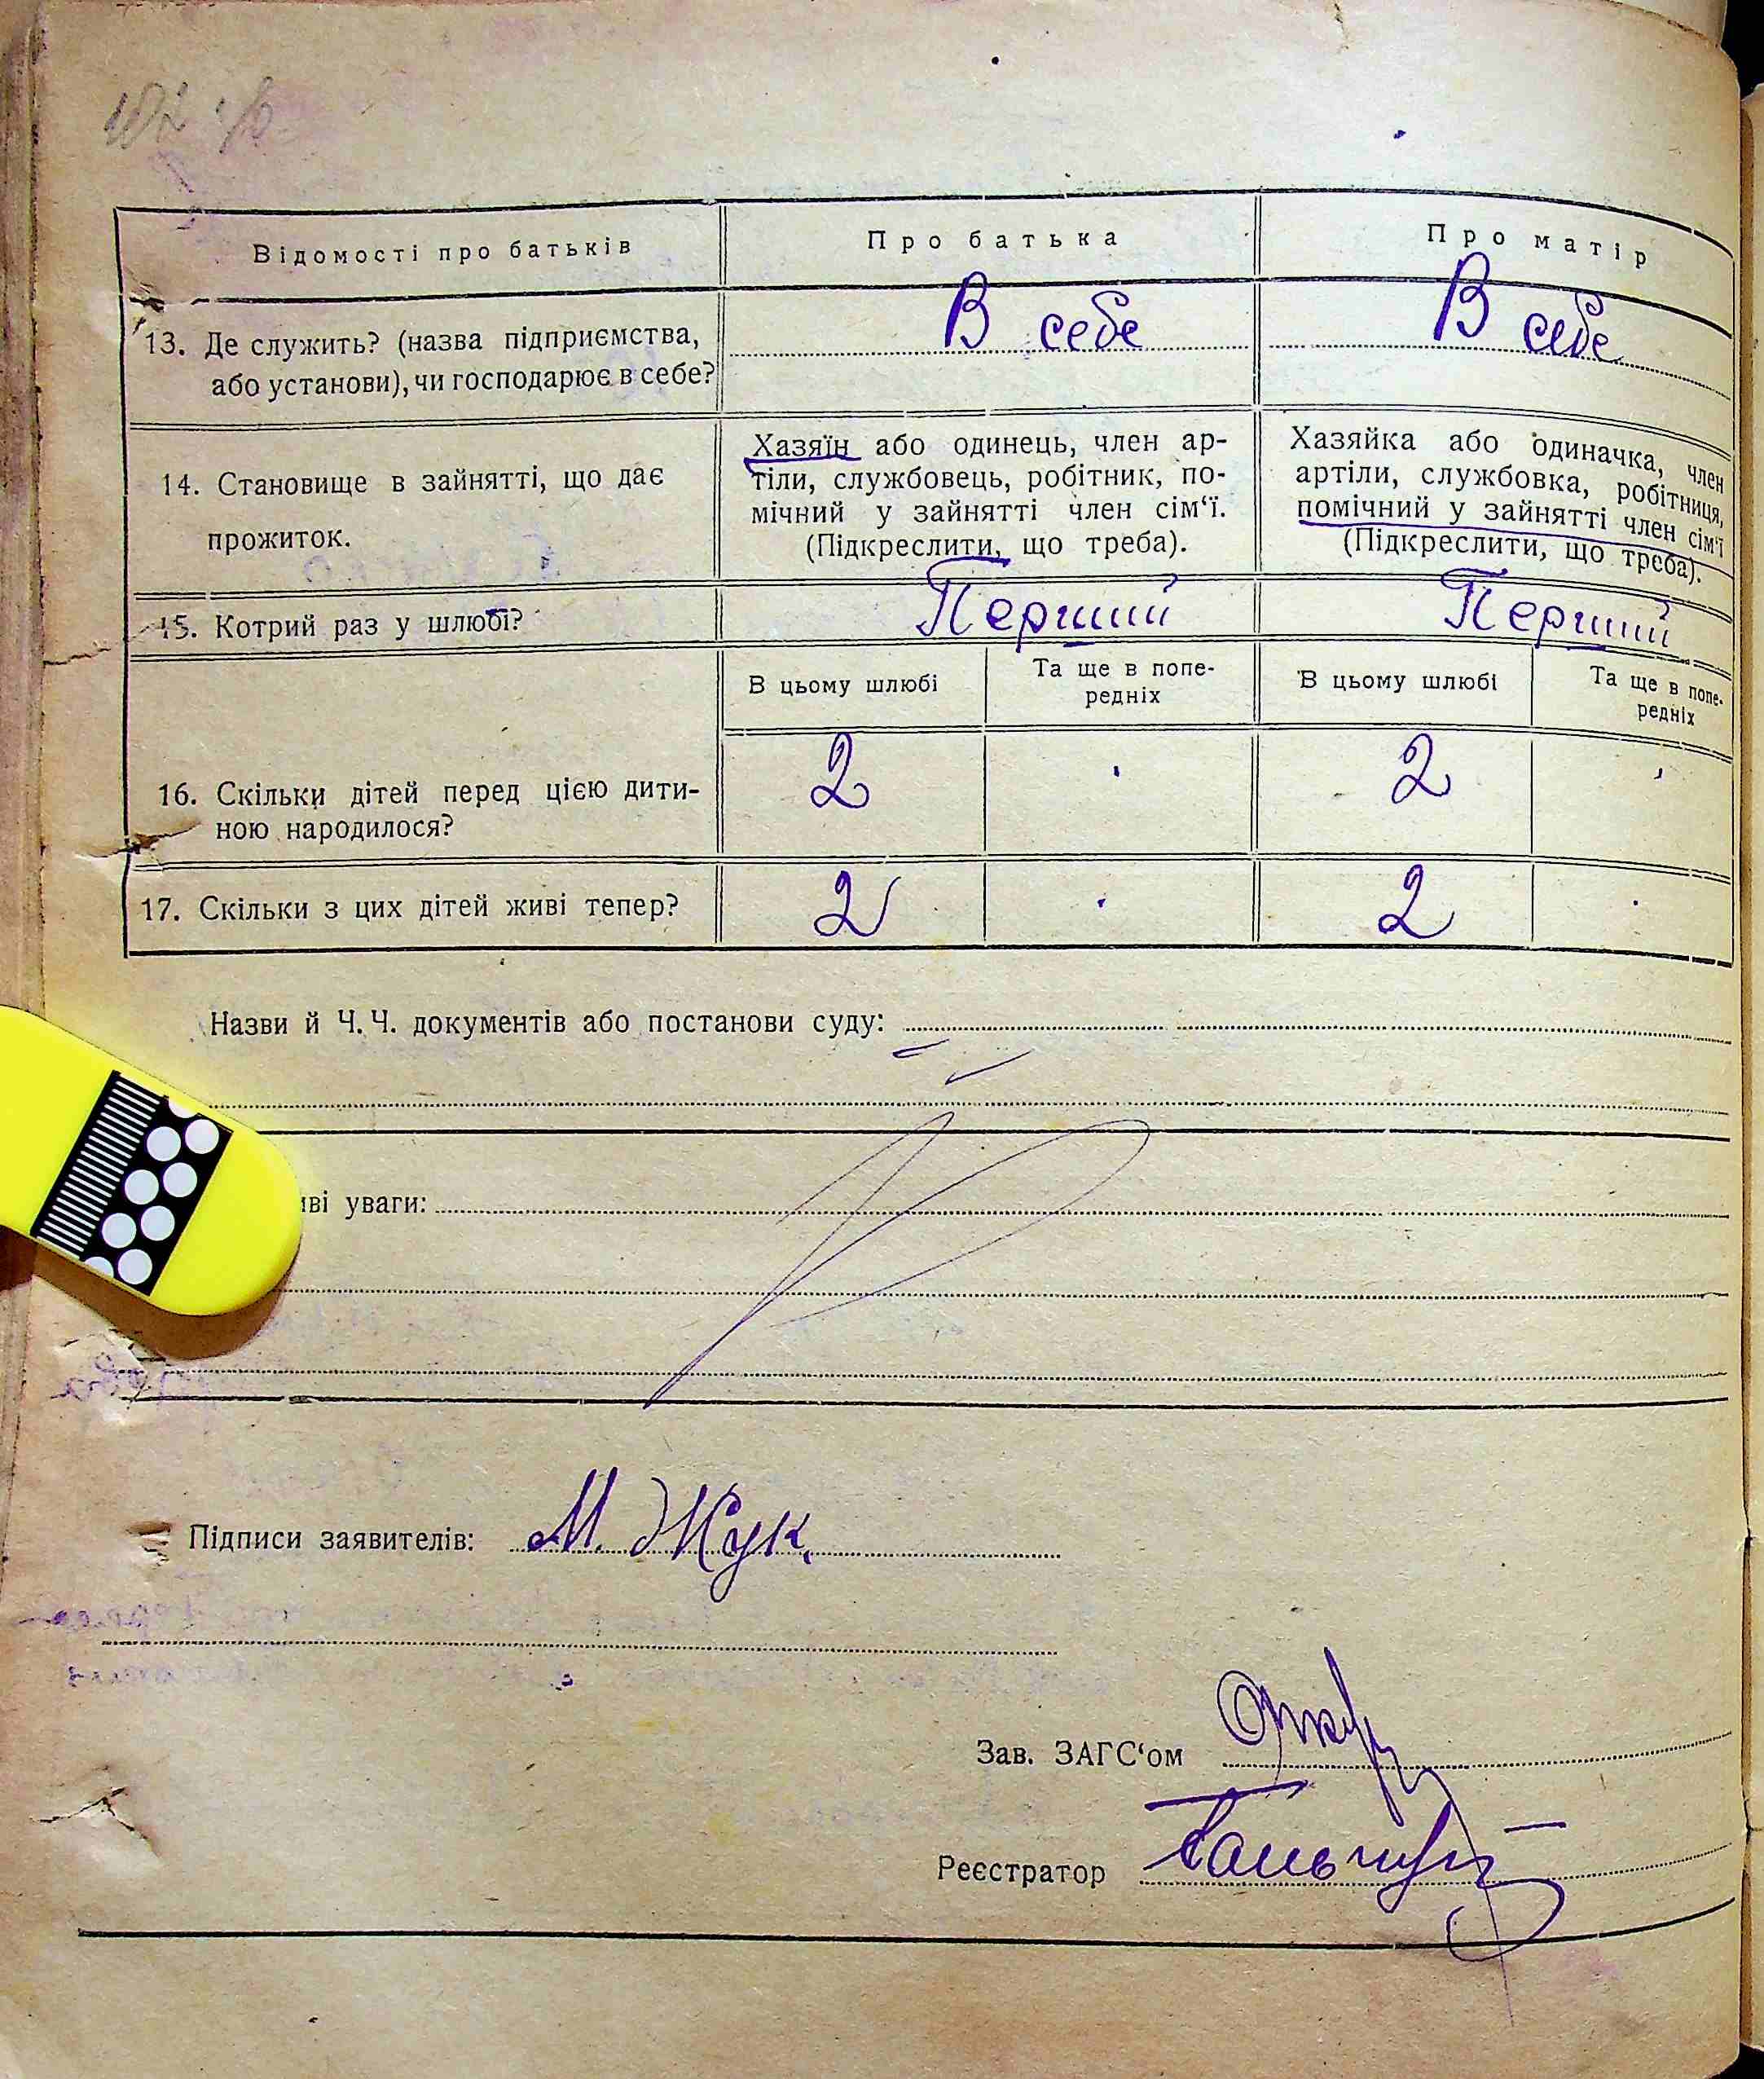 Відомості про батьків
Про батька
Про матір
13. Де служить? (назва підприємства,
або установи), чи господарює в себе?
В себе
В себе
14. Становище в зайнятті, що дає
прожиток.
Хазяїн або одинець, член ар-
тіли, службовець, робітник, по-
мічний у зайнятті член сім‘ї.
(Підкреслити, що треба).
Хазяйка або одиначка, член
артіли, службовка, робітниця,
помічний у зайнятті член сім‘ї
(Підкреслити, що треба).
15. Котрий раз у шлюбі?
Перший
Перший
В цьому шлюбі
Та ще в попе-
редніх
В цьому шлюбі
Та ще в попе-
редніх
16. Скільки дітей перед цією дити-
ною народилося?
2
2
17. Скільки з цих дітей живі тепер?
2
2
Назви й Ч.Ч. документів або постанови суду:
иві уваги:
Підписи заявителів: М. Жук.
Зав. ЗАГС‘ом
Реєстратор